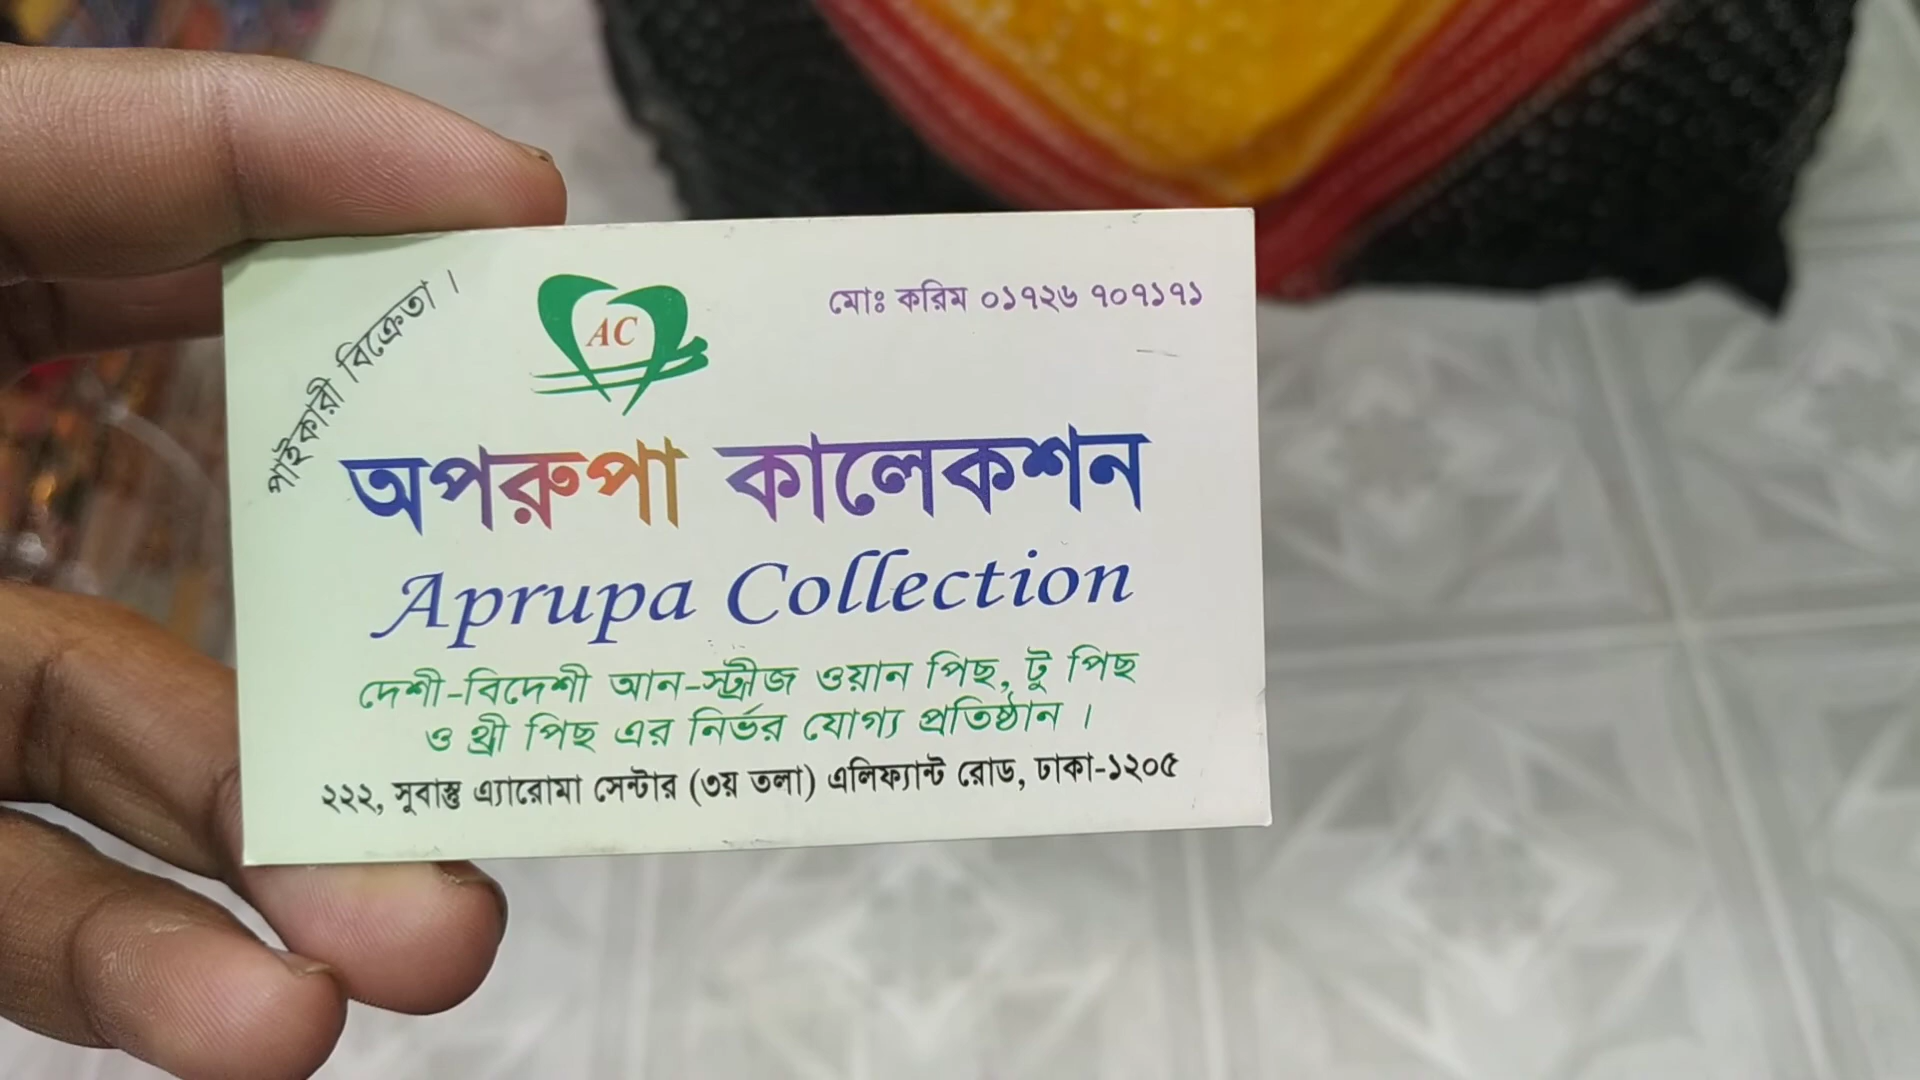 পাইকারী বিক্রেতা ।
AC
মোঃ করিম ০১৭২৬ ৭০৭১৭১
অপরুপা কালেকশন
Aprupa Collection
দেশী-বিদেশী আন-স্ট্রীজ ওয়ান পিছ, টু পিছ
ও থ্রী পিছ এর নির্ভর যোগ্য প্রতিষ্ঠান ।
২২২, সুবাস্তু এ্যারোমা সেন্টার (৩য় তলা) এলিফ্যান্ট রোড, ঢাকা-১২০৫